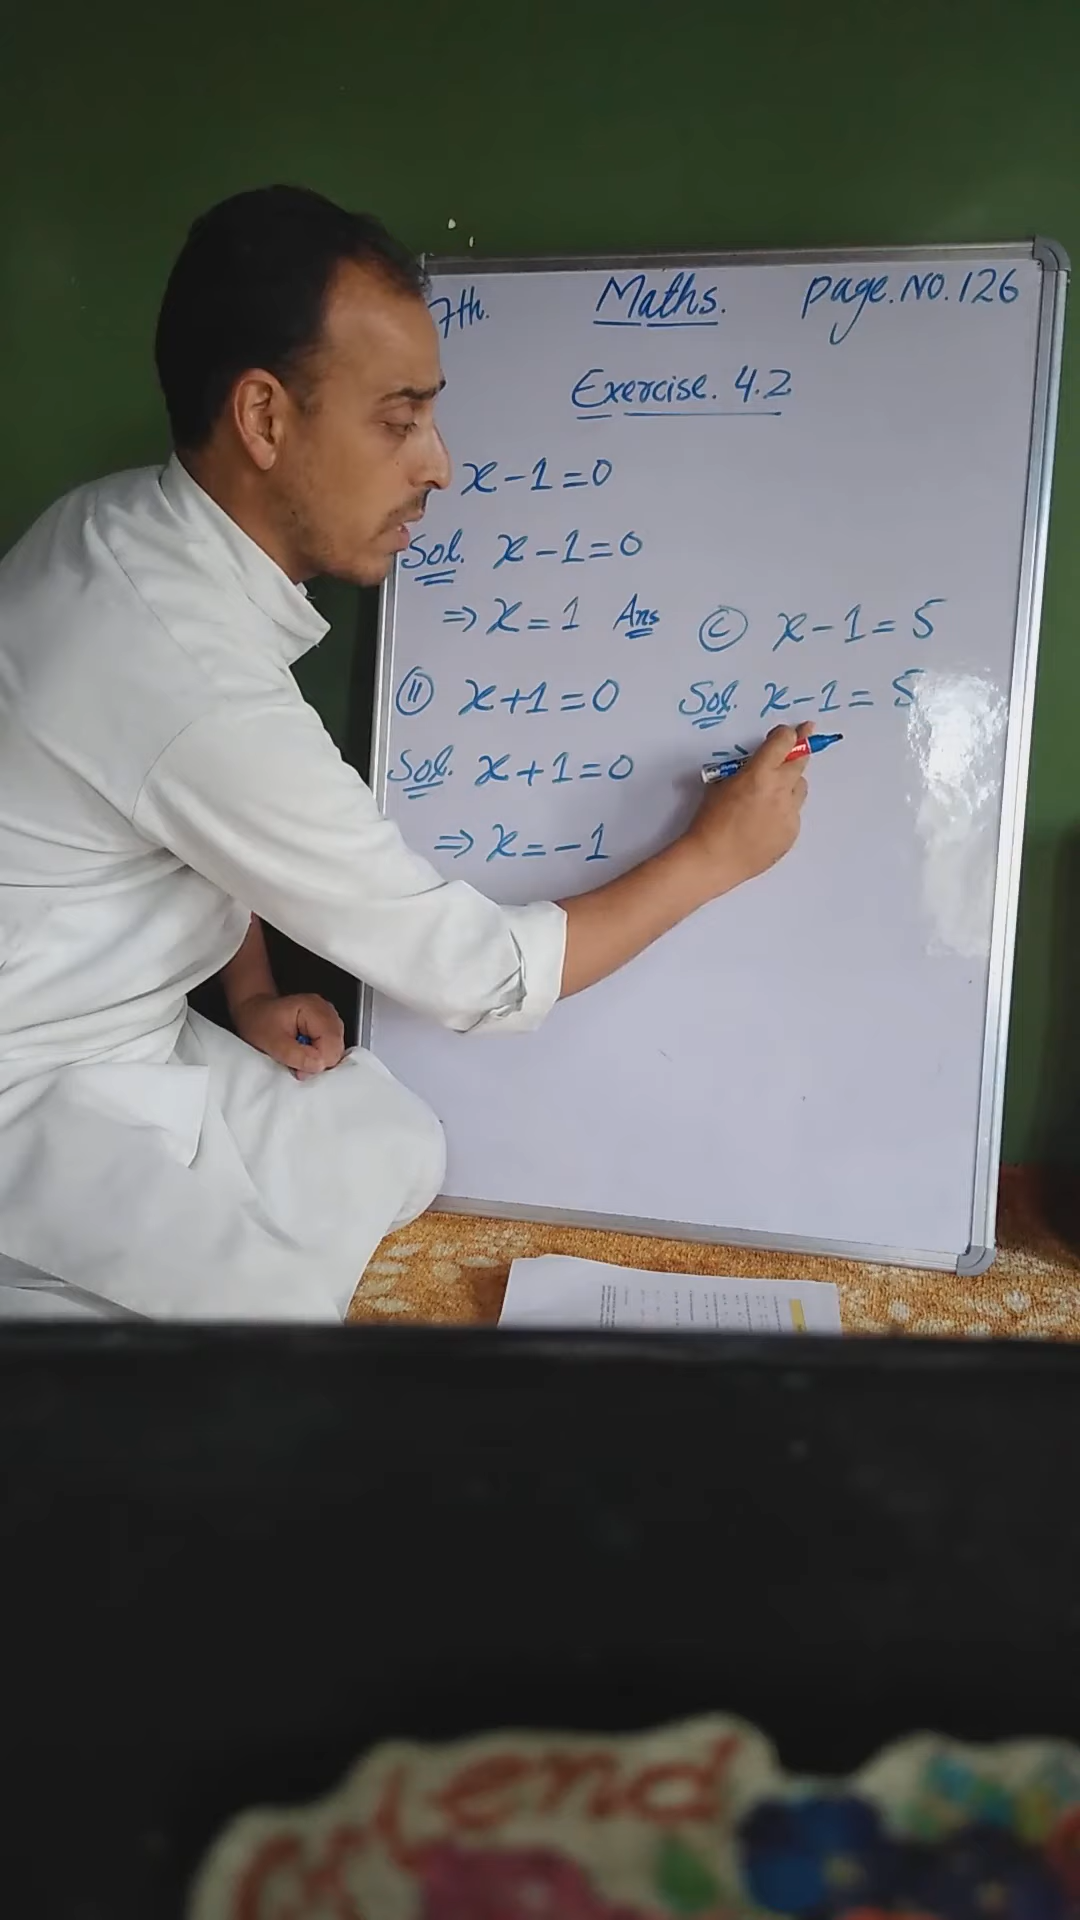 7th. Maths. page.No.126
Exercise. 4.2
x-1=0
Sol. x-1=0
⇒x=1 Ans
(11) x+1=0
Sol. x+1=0
⇒x=-1
(C) x-1=5
Sol. x-1=5
⇒